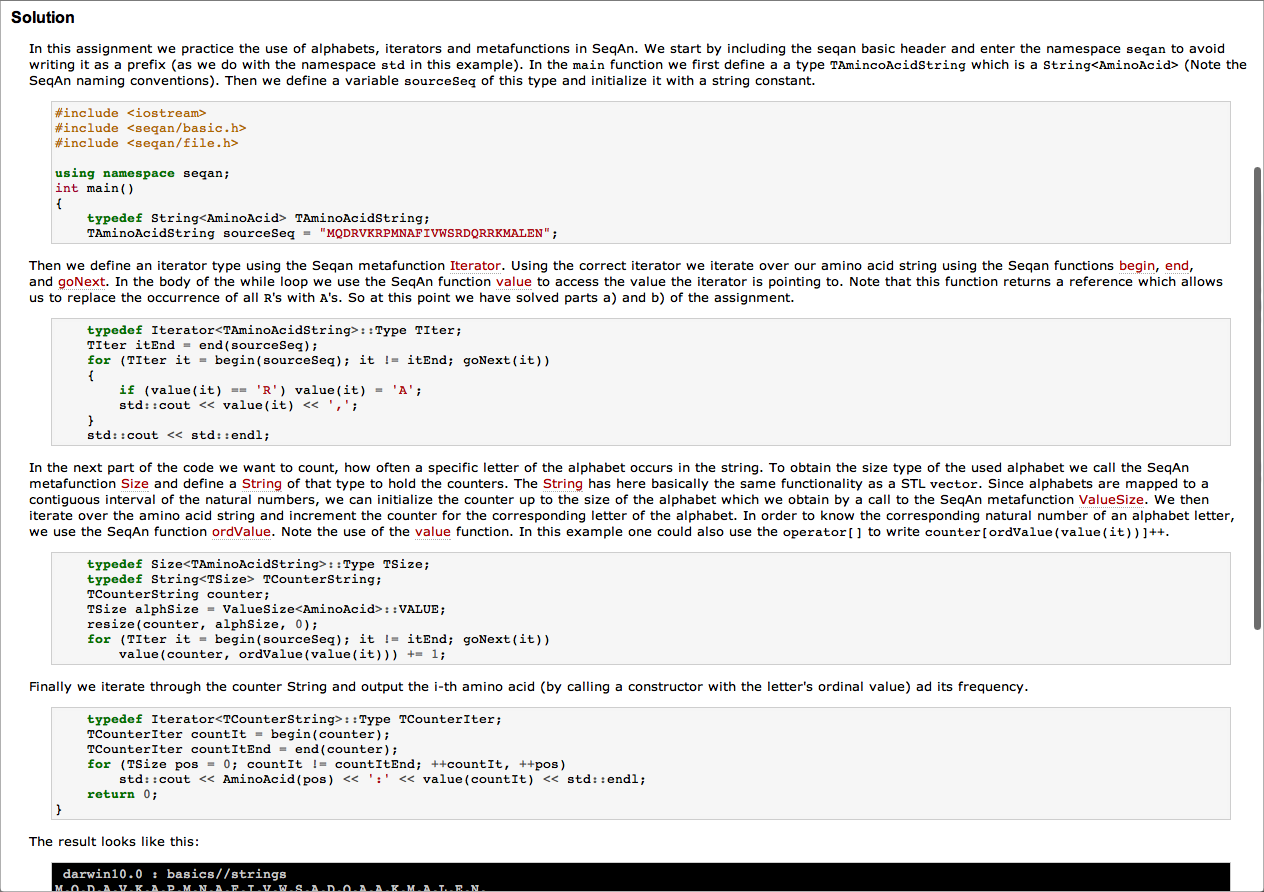 Solution
In this assignment we practice the use of alphabets, iterators and metafunctions in SeqAn. We start by including the seqan basic header and enter the namespace seqan to avoid
writing it as a prefix (as we do with the namespace std in this example). In the main function we first define a a type TAmincoAcidString which is a String<AminoAcid> (Note the
SeqAn naming conventions). Then we define a variable sourceSeq of this type and initialize it with a string constant.
#include <iostream>
#include <seqan/basic.h>
#include <seqan/file.h>
using namespace seqan;
int main()
{
    typedef String<AminoAcid> TAminoAcidString;
    TAminoAcidString sourceSeq = "MQDRVKRPMNAFIVWSRDQRRKMALEN";
Then we define an iterator type using the Seqan metafunction Iterator. Using the correct iterator we iterate over our amino acid string using the Seqan functions begin, end,
and goNext. In the body of the while loop we use the SeqAn function value to access the value the iterator is pointing to. Note that this function returns a reference which allows
us to replace the occurrence of all R's with A's. So at this point we have solved parts a) and b) of the assignment.
    typedef Iterator<TAminoAcidString>::Type TIter;
    TIter itEnd = end(sourceSeq);
    for (TIter it = begin(sourceSeq); it != itEnd; goNext(it))
    {
        if (value(it) == 'R') value(it) = 'A';
        std::cout << value(it) << ',';
    }
    std::cout << std::endl;
In the next part of the code we want to count, how often a specific letter of the alphabet occurs in the string. To obtain the size type of the used alphabet we call the SeqAn
metafunction Size and define a String of that type to hold the counters. The String has here basically the same functionality as a STL vector. Since alphabets are mapped to a
contiguous interval of the natural numbers, we can initialize the counter up to the size of the alphabet which we obtain by a call to the SeqAn metafunction ValueSize. We then
iterate over the amino acid string and increment the counter for the corresponding letter of the alphabet. In order to know the corresponding natural number of an alphabet letter,
we use the SeqAn function ordValue. Note the use of the value function. In this example one could also use the operator[] to write counter[ordValue(value(it))]++.
    typedef Size<TAminoAcidString>::Type TSize;
    typedef String<TSize> TCounterString;
    TCounterString counter;
    TSize alphSize = ValueSize<AminoAcid>::VALUE;
    resize(counter, alphSize, 0);
    for (TIter it = begin(sourceSeq); it != itEnd; goNext(it))
        value(counter, ordValue(value(it))) += 1;
Finally we iterate through the counter String and output the i-th amino acid (by calling a constructor with the letter's ordinal value) ad its frequency.
    typedef Iterator<TCounterString>::Type TCounterIter;
    TCounterIter countIt = begin(counter);
    TCounterIter countItEnd = end(counter);
    for (TSize pos = 0; countIt != countItEnd; ++countIt, ++pos)
        std::cout << AminoAcid(pos) << ':' << value(countIt) << std::endl;
    return 0;
}
The result looks like this:
darwin10.0 : basics//strings
M,Q,D,A,V,K,A,P,M,N,A,F,I,V,W,S,A,D,Q,A,A,K,M,A,L,E,N,